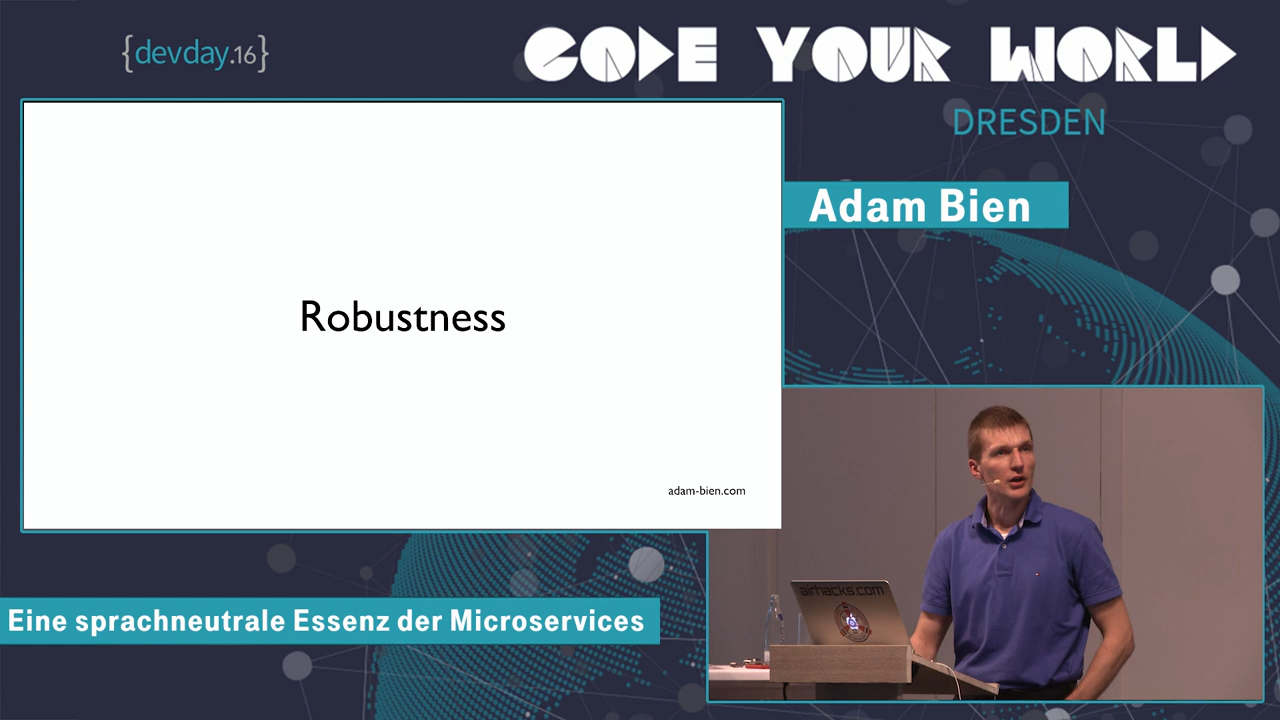 {devday.16}
CODE YOUR WORLD
DRESDEN
Adam Bien
Robustness
adam-bien.com
airhacks.com
Eine sprachneutrale Essenz der Microservices